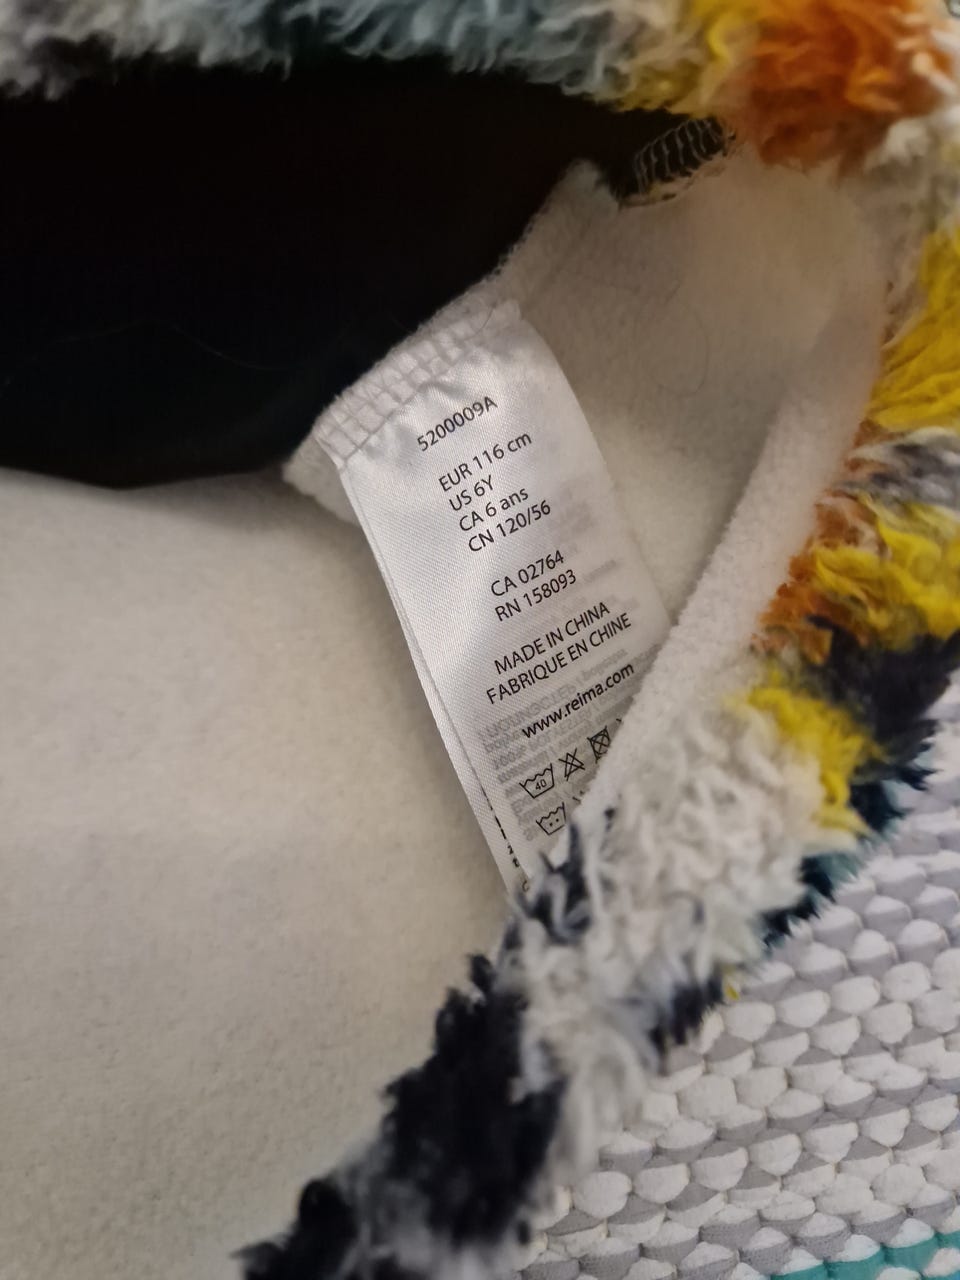 5200009A
EUR 116 cm
US 6Y
CA 6 ans
CN 120/56
CA 02764
RN 158093
MADE IN CHINA
FABRIQUE EN CHINE
www.reima.com
40